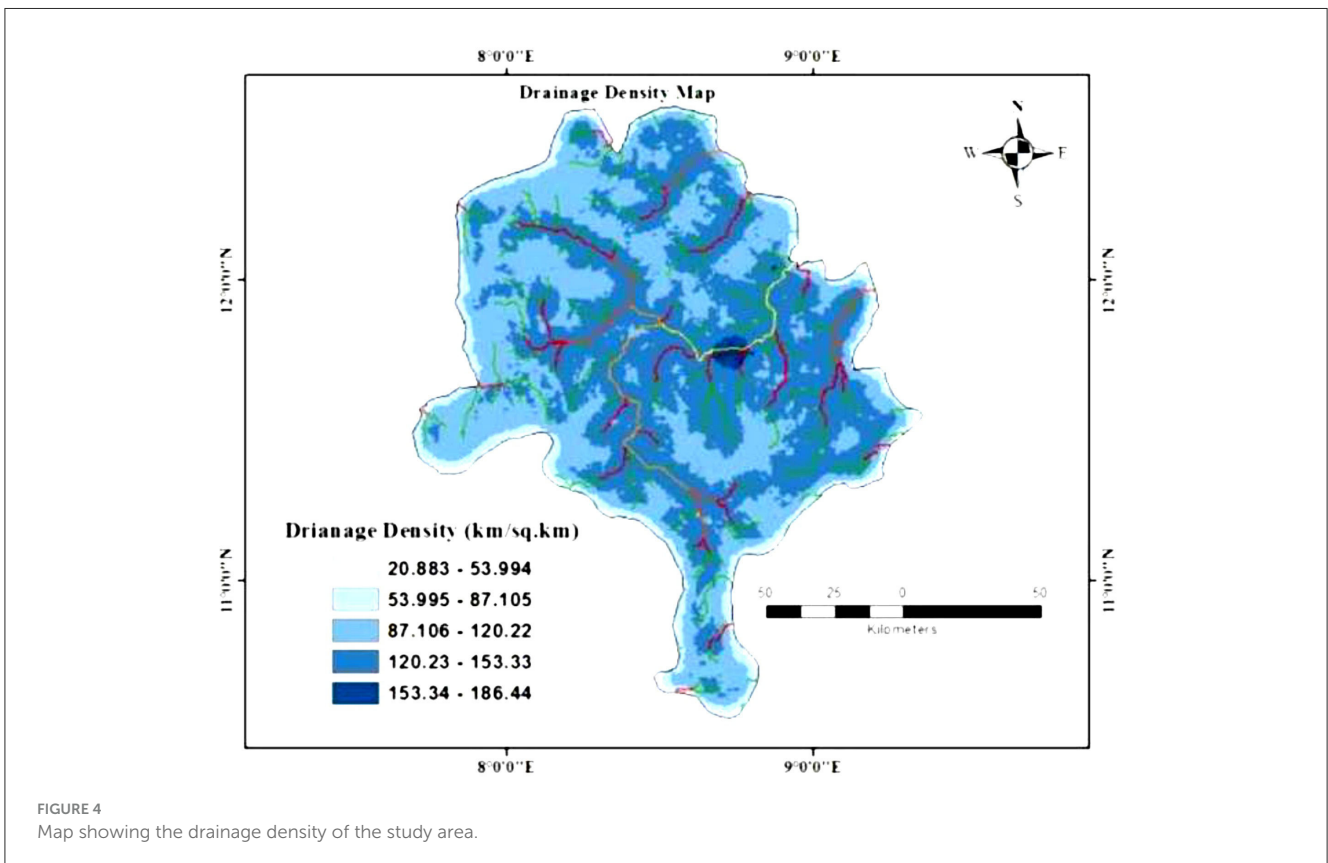 8°0'0"E 9°0'0"E
Drainage Density Map
N
W E
S
12°0'0"N 12°0'0"N
Drianage Density (km/sq.km)
20.883 - 53.994
53.995 - 87.105
87.106 - 120.22
120.23 - 153.33
153.34 - 186.44
11°0'0"N 11°0'0"N
50 25 0 50
Kilometers
8°0'0"E 9°0'0"E
FIGURE 4
Map showing the drainage density of the study area.